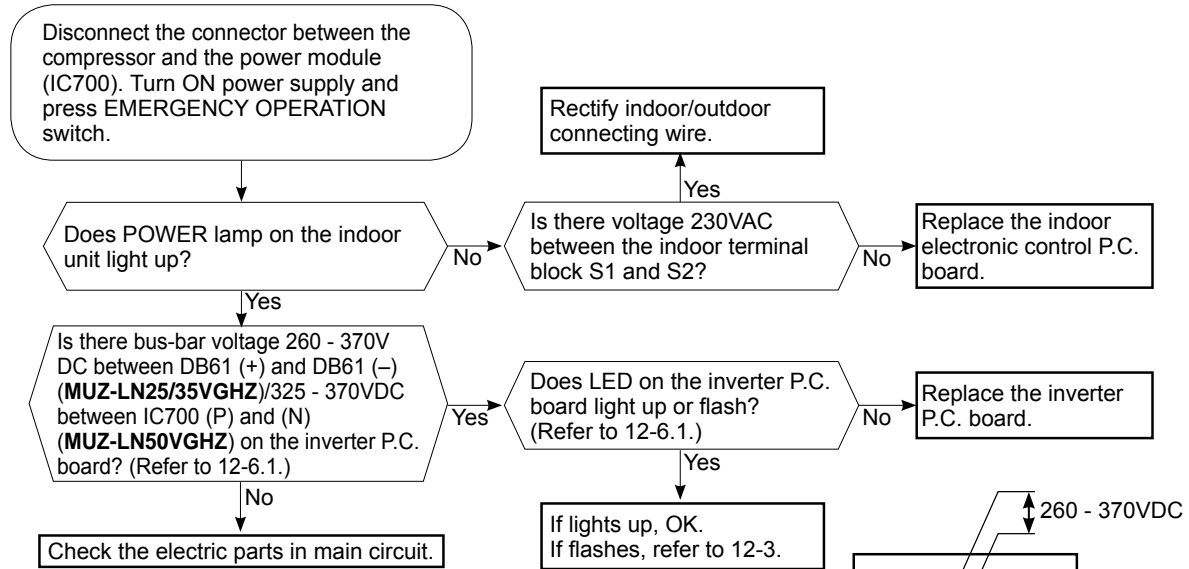 Disconnect the connector between the
compressor and the power module
(IC700). Turn ON power supply and
press EMERGENCY OPERATION
switch.
Rectify indoor/outdoor
connecting wire.
Yes
Does POWER lamp on the indoor
unit light up?
No
Is there voltage 230VAC
between the indoor terminal
block S1 and S2?
No
Replace the indoor
electronic control P.C.
board.
Yes
Is there bus-bar voltage 260 - 370V
DC between DB61 (+) and DB61 (–)
(MUZ-LN25/35VGHZ)/325 - 370VDC
between IC700 (P) and (N)
(MUZ-LN50VGHZ) on the inverter P.C.
board? (Refer to 12-6.1.)
Yes
Does LED on the inverter P.C.
board light up or flash?
(Refer to 12-6.1.)
No
Replace the inverter
P.C. board.
No
Yes
Check the electric parts in main circuit.
If lights up, OK.
If flashes, refer to 12-3.
260 - 370VDC